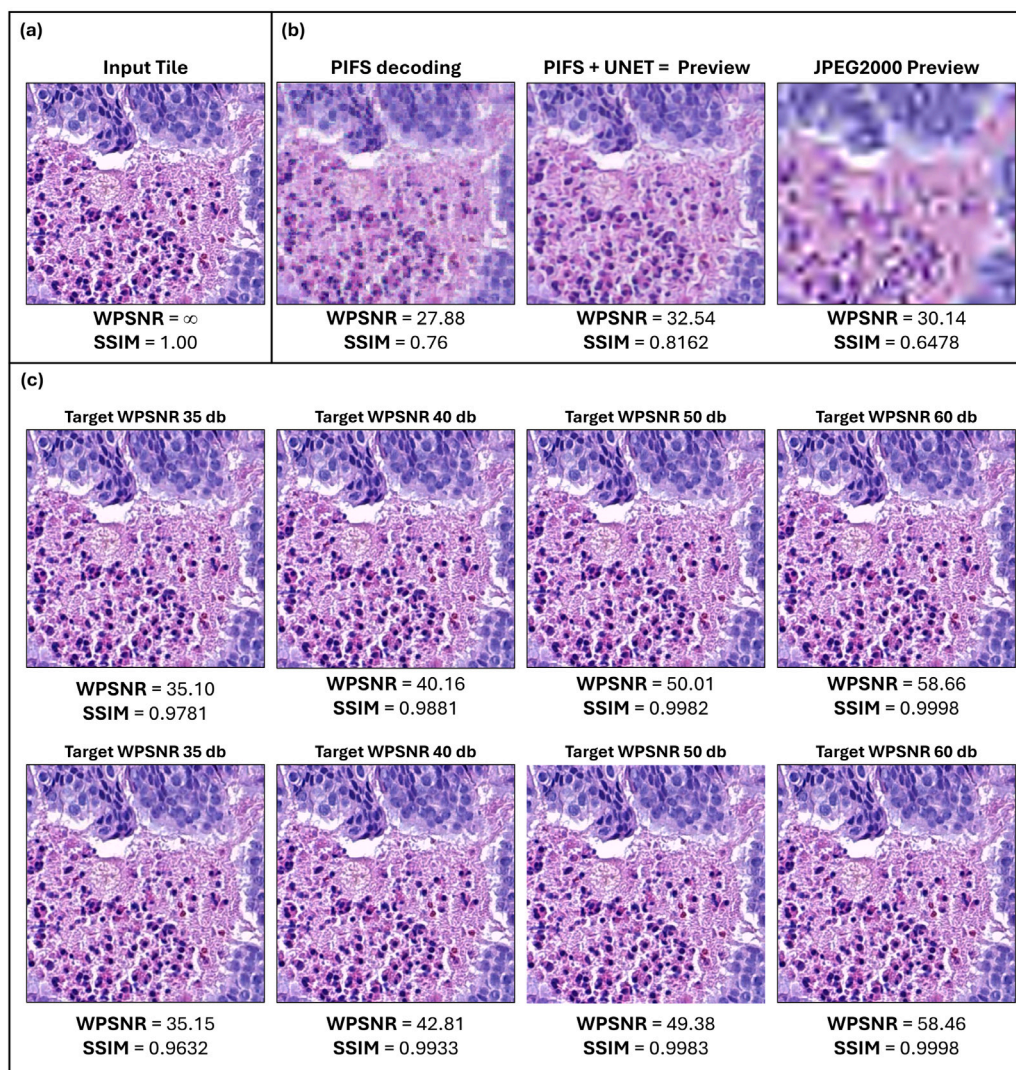 (a)
Input Tile
WPSNR = ∞
SSIM = 1.00
(b)
PIFS decoding
WPSNR = 27.88
SSIM = 0.76
PIFS + UNET = Preview
WPSNR = 32.54
SSIM = 0.8162
JPEG2000 Preview
WPSNR = 30.14
SSIM = 0.6478
(c)
Target WPSNR 35 db
WPSNR = 35.10
SSIM = 0.9781
Target WPSNR 40 db
WPSNR = 40.16
SSIM = 0.9881
Target WPSNR 50 db
WPSNR = 50.01
SSIM = 0.9982
Target WPSNR 60 db
WPSNR = 58.66
SSIM = 0.9998
Target WPSNR 35 db
WPSNR = 35.15
SSIM = 0.9632
Target WPSNR 40 db
WPSNR = 42.81
SSIM = 0.9933
Target WPSNR 50 db
WPSNR = 49.38
SSIM = 0.9983
Target WPSNR 60 db
WPSNR = 58.46
SSIM = 0.9998